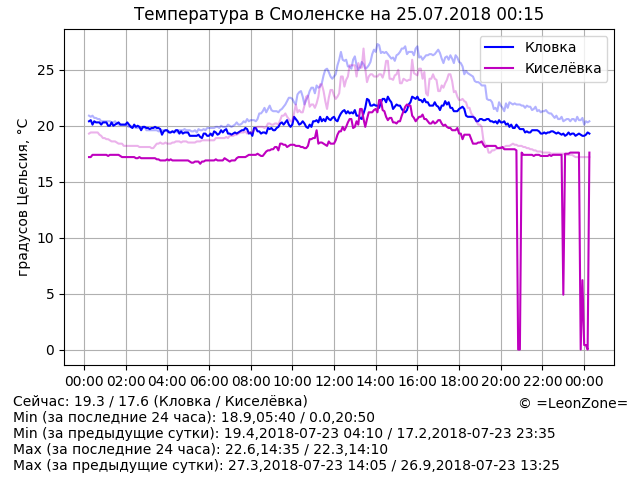 Температура в Смоленске на 25.07.2018 00:15
градусов Цельсия, °C
25
20
15
10
5
0
Кловка
Киселёвка
00:00 02:00 04:00 06:00 08:00 10:00 12:00 14:00 16:00 18:00 20:00 22:00 00:00
Сейчас: 19.3 / 17.6 (Кловка / Киселёвка)
© =LeonZone=
Min (за последние 24 часа): 18.9,05:40 / 0.0,20:50
Min (за предыдущие сутки): 19.4,2018-07-23 04:10 / 17.2,2018-07-23 23:35
Max (за последние 24 часа): 22.6,14:35 / 22.3,14:10
Max (за предыдущие сутки): 27.3,2018-07-23 14:05 / 26.9,2018-07-23 13:25